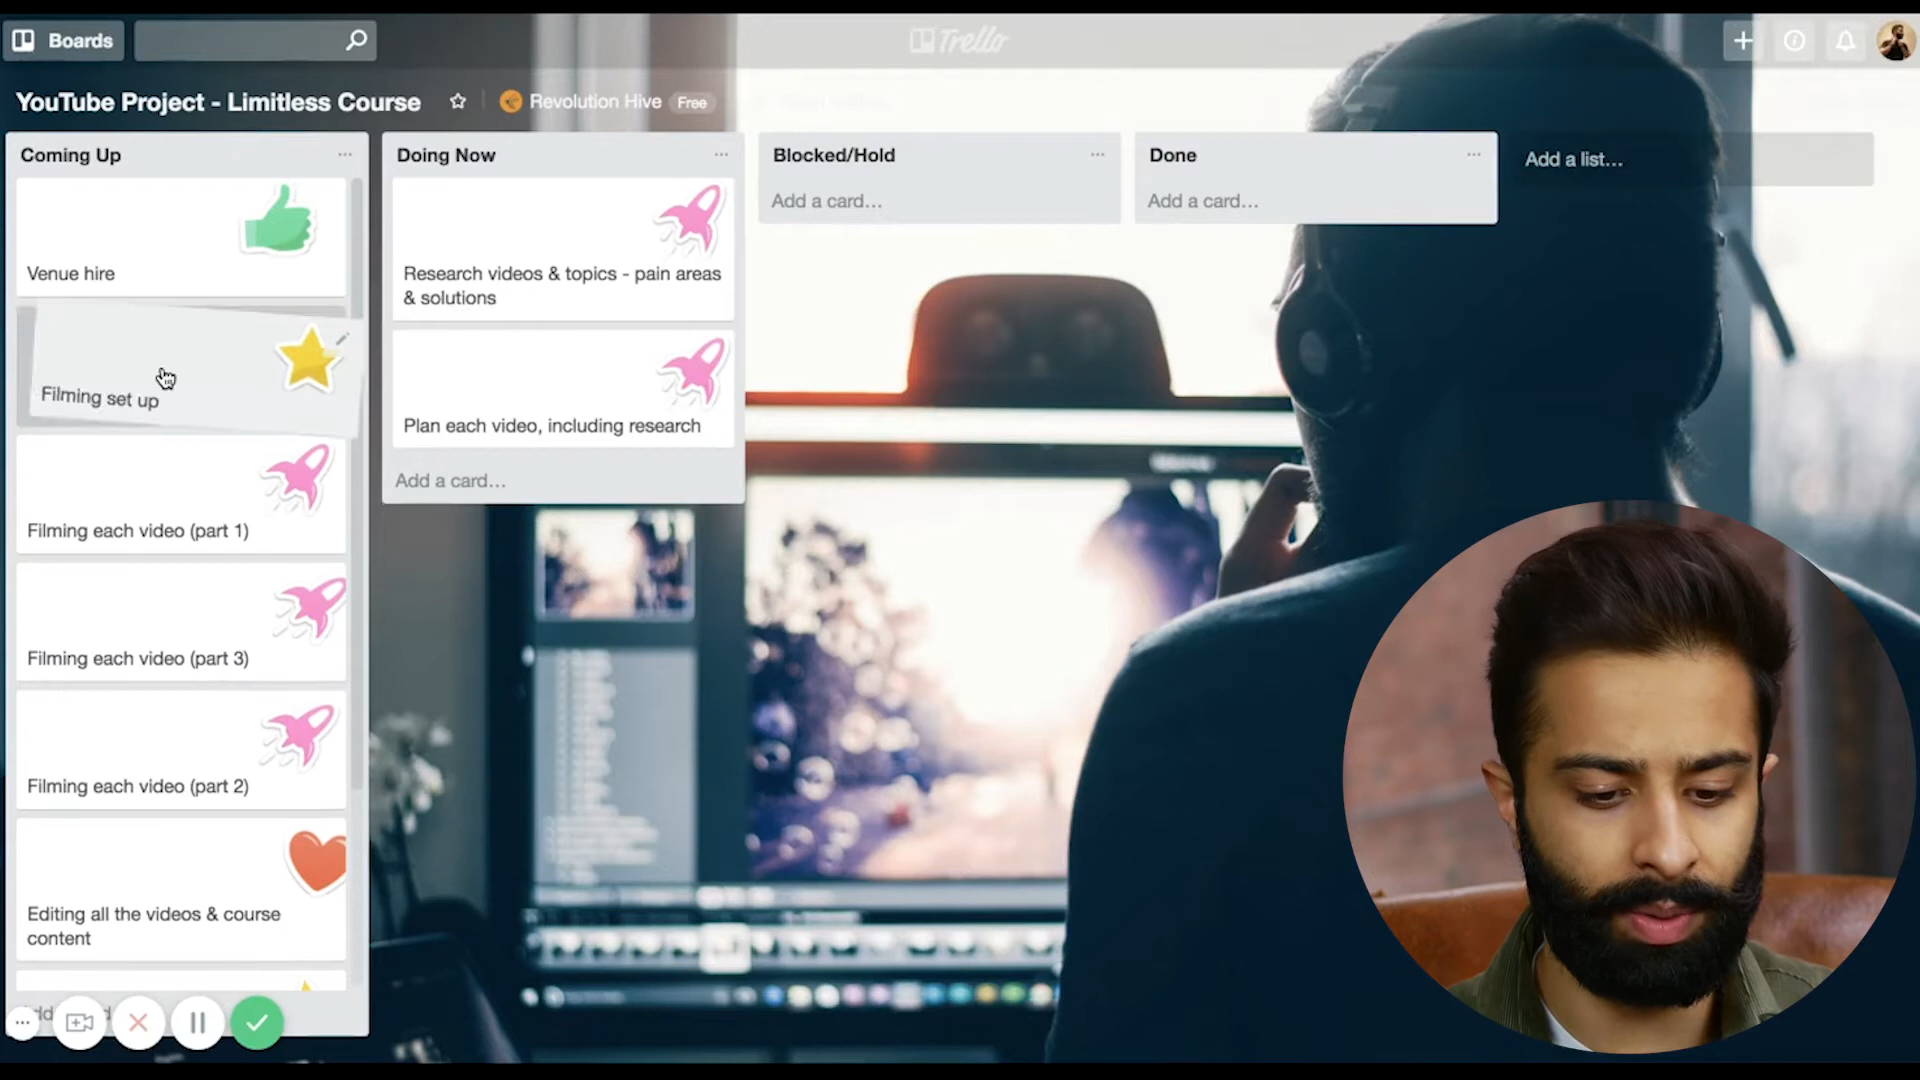 Boards
Trello
YouTube Project - Limitless Course
Revolution Hive
Free
Coming Up
Venue hire
Filming set up
Filming each video (part 1)
Filming each video (part 3)
Filming each video (part 2)
Editing all the videos & course
content
Doing Now
Research videos & topics - pain areas
& solutions
Plan each video, including research
Add a card...
Blocked/Hold
Add a card...
Done
Add a card...
Add a list...